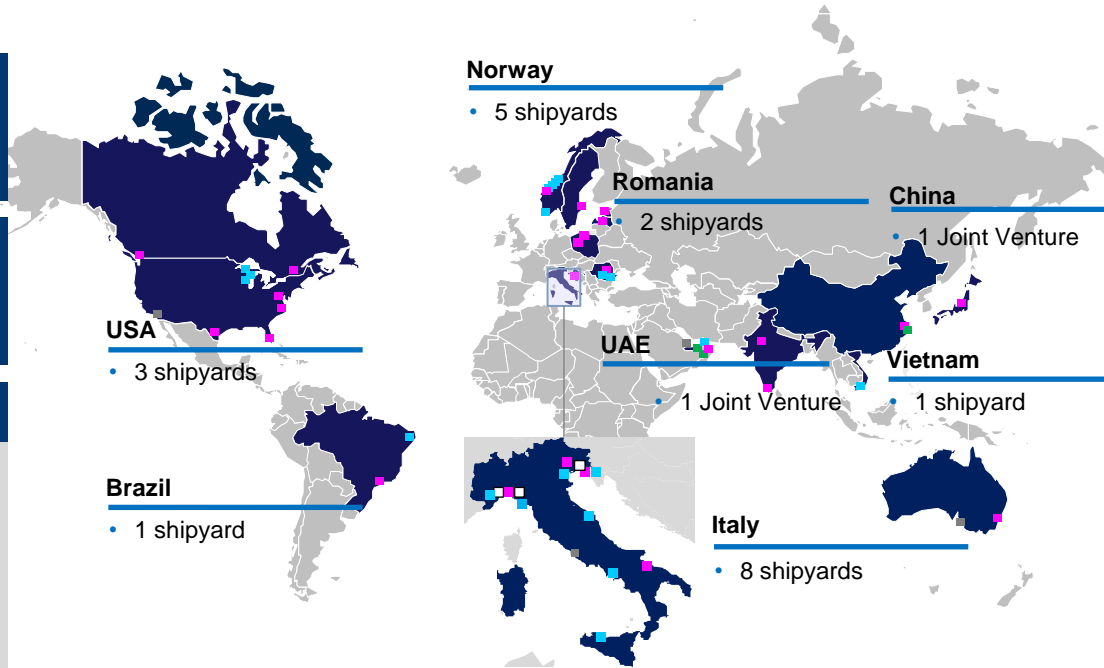 Norway
• 5 shipyards
Romania
• 2 shipyards
China
• 1 Joint Venture
USA
• 3 shipyards
UAE
• 1 Joint Venture
Vietnam
• 1 shipyard
Brazil
• 1 shipyard
Italy
• 8 shipyards